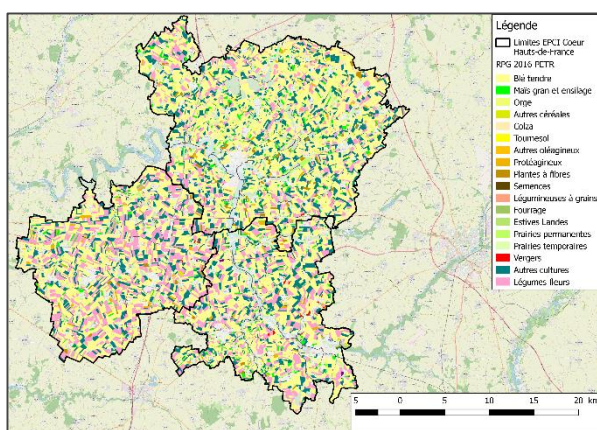 Légende
Limites EPCI Coeur
Hauts-de-France
RPG 2016 PETR
Blé tendre
Maïs grain et ensilage
Orge
Autres céréales
Colza
Tournesol
Autres oléagineux
Protéagineux
Plantes à fibres
Semences
Légumineuses à grains
Fourrage
Estives Landes
Prairies permanentes
Prairies temporaires
Vergers
Autres cultures
Légumes fleurs
5 0 5 10 15 20 km